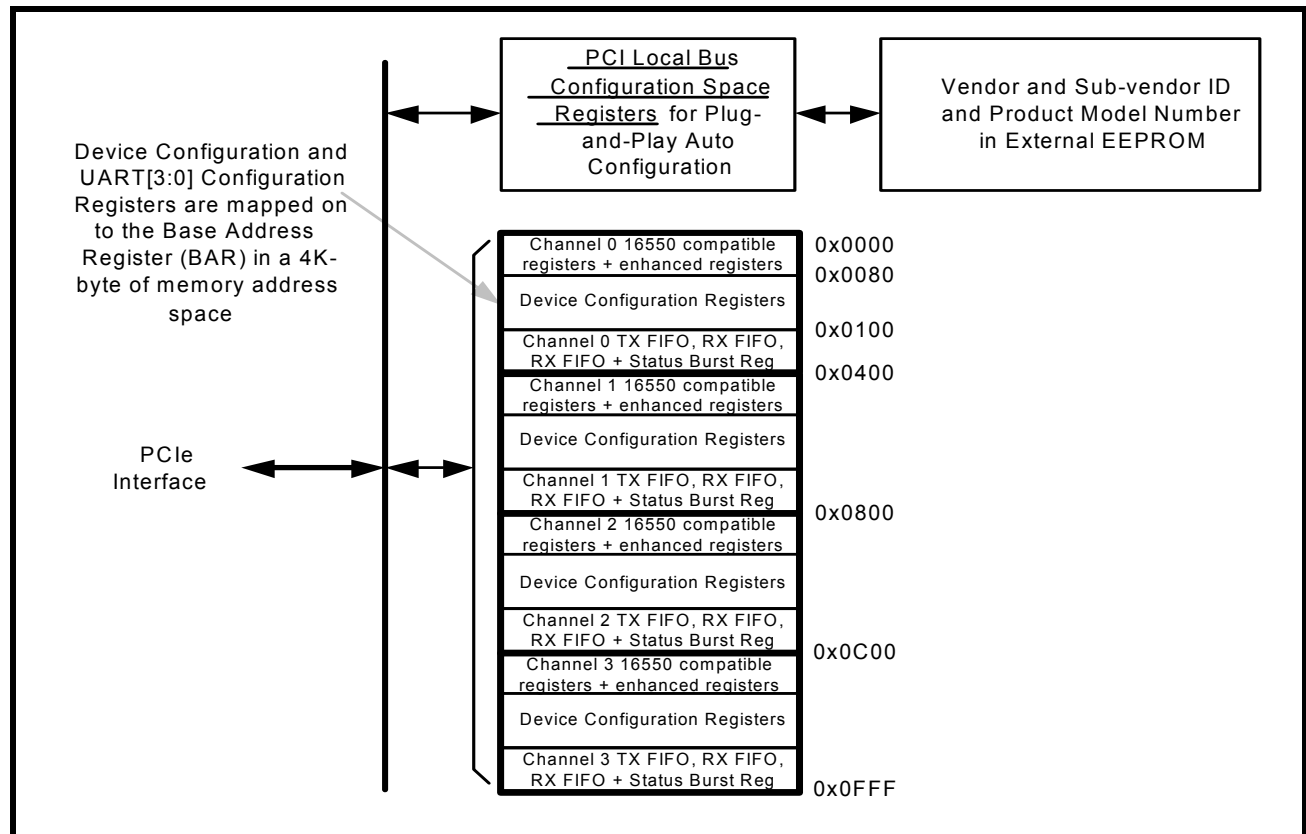 PCI Local Bus
Configuration Space
Registers for Plug-
and-Play Auto
Configuration
Vendor and Sub-vendor ID
and Product Model Number
in External EEPROM
Device Configuration and
UART[3:0] Configuration
Registers are mapped on
to the Base Address
Register (BAR) in a 4K-
byte of memory address
space
Channel 0 16550 compatible
registers + enhanced registers
0x0000
0x0080
Device Configuration Registers
0x0100
Channel 0 TX FIFO, RX FIFO,
RX FIFO + Status Burst Reg
0x0400
Channel 1 16550 compatible
registers + enhanced registers
Device Configuration Registers
PCIe
Interface
Channel 1 TX FIFO, RX FIFO,
RX FIFO + Status Burst Reg
0x0800
Channel 2 16550 compatible
registers + enhanced registers
Device Configuration Registers
Channel 2 TX FIFO, RX FIFO,
RX FIFO + Status Burst Reg
0x0C00
Channel 3 16550 compatible
registers + enhanced registers
Device Configuration Registers
Channel 3 TX FIFO, RX FIFO,
RX FIFO + Status Burst Reg
0x0FFF